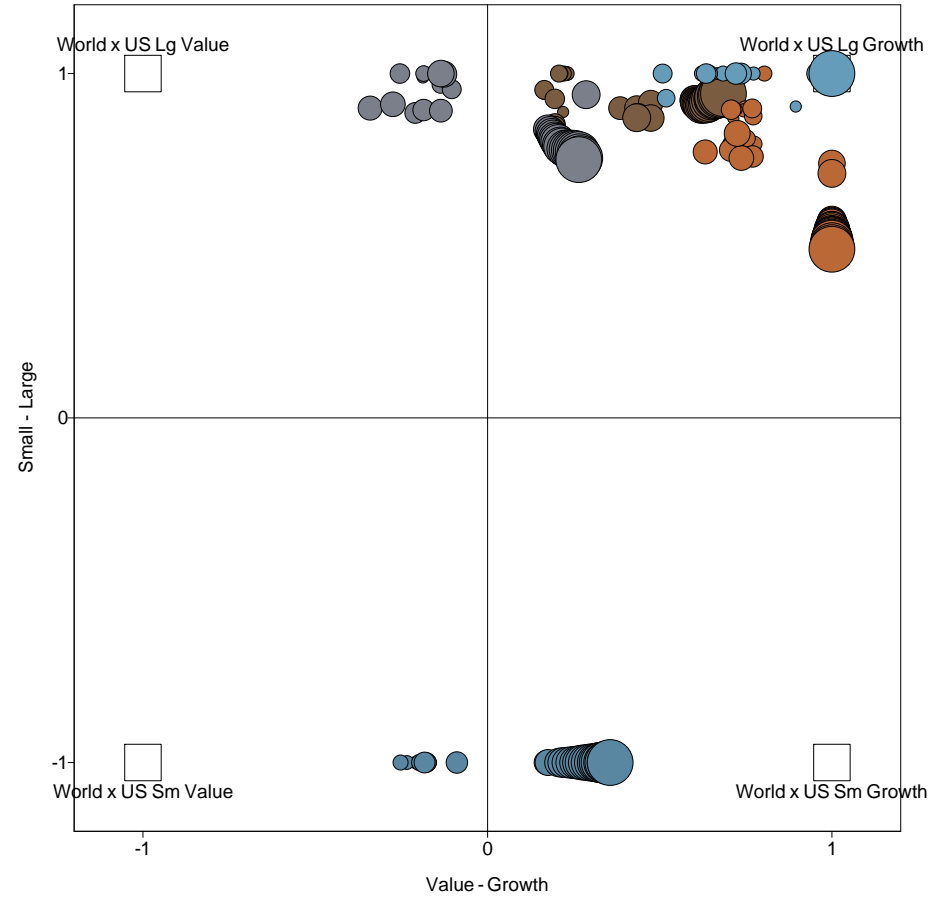 World x US Lg Value
World x US Lg Growth
1
Small - Large
0
-1
World x US Sm Value
World x US Sm Growth
-1
0
1
Value - Growth